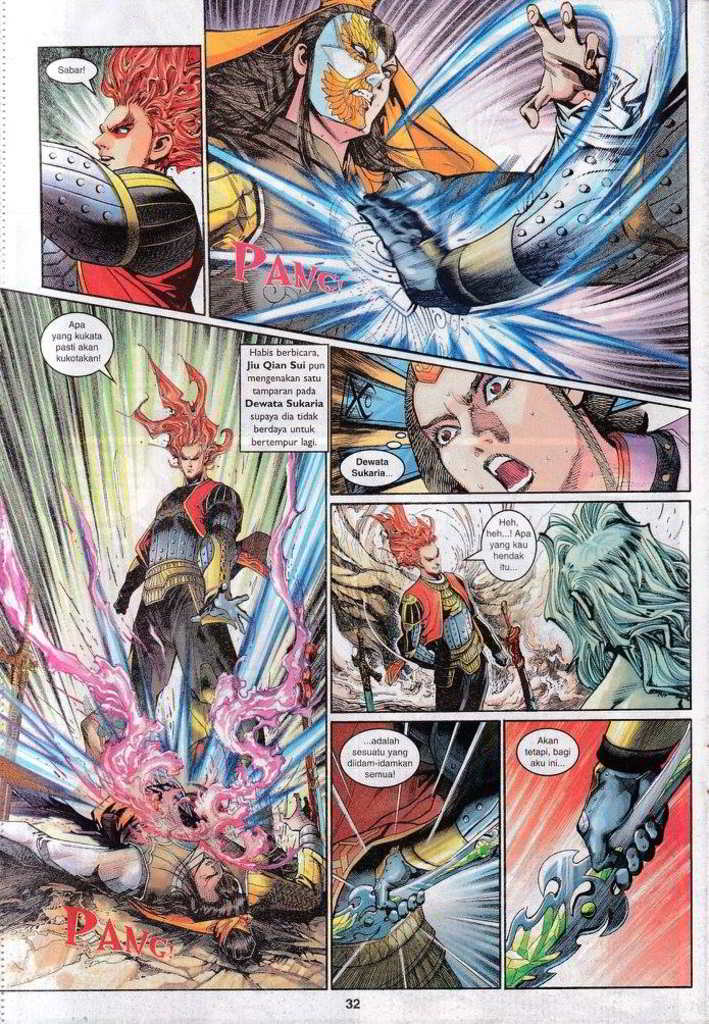 Sabar!
PANG!
Apa
yang kukata
pasti akan
kukotakan!
Habis berbicara,
Jiu Qian Sui pun
mengenakan satu
tamparan pada
Dewata Sukaria
supaya dia tidak
berdaya untuk
bertempur lagi.
PANG!
Dewata
Sukaria...
Heh,
heh...! Apa
yang kau
hendak
itu...
...adalah
sesuatu yang
diidam-idamkan
semua!
Akan
tetapi, bagi
aku ini...
32